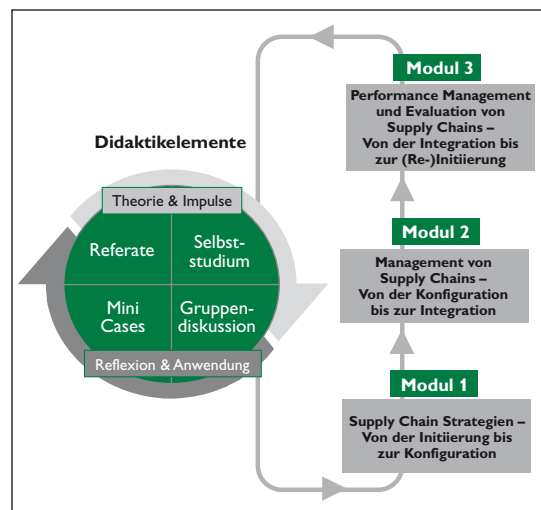 Didaktikelemente
Theorie & Impulse
Referate
Selbst-
studium
Mini
Cases
Gruppen-
diskussion
Reflexion & Anwendung
Modul 3
Performance Management
und Evaluation von
Supply Chains –
Von der Integration bis
zur (Re-)Initiierung
Modul 2
Management von
Supply Chains –
Von der Konfiguration
bis zur Integration
Modul 1
Supply Chain Strategien –
Von der Initiierung bis
zur Konfiguration